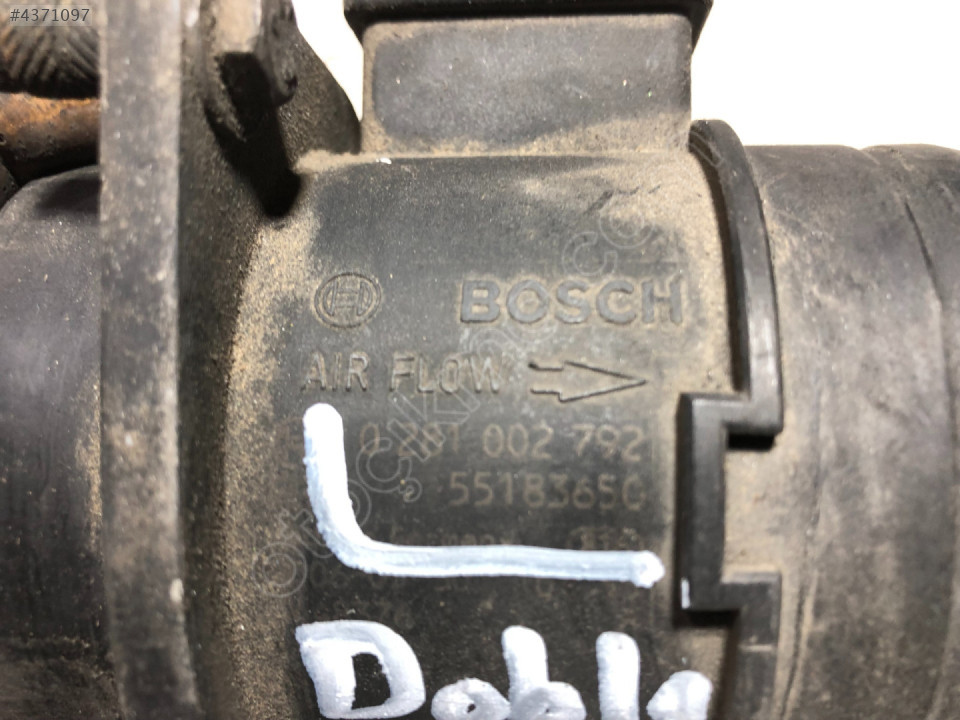 #4371097
BOSCH
AIR FLOW
0 281 002 792
55183650
Doblo